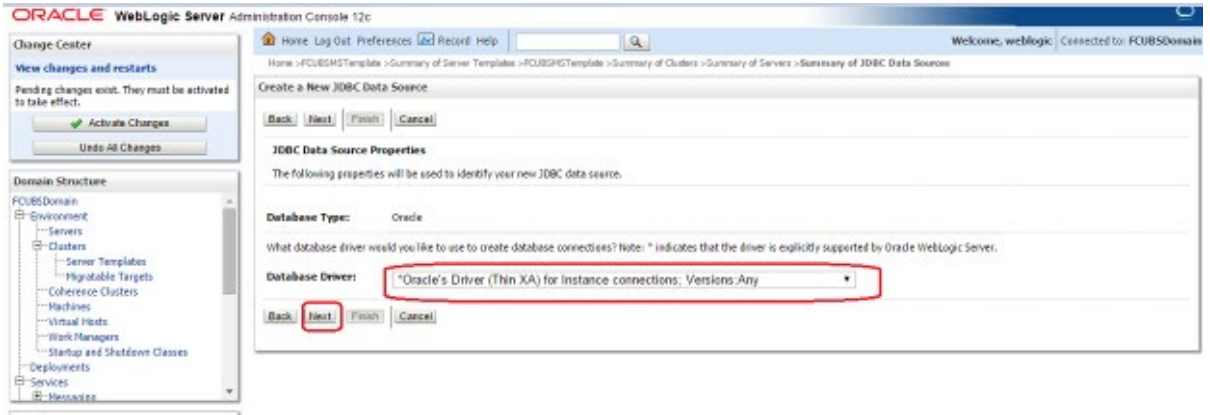 ORACLE WebLogic Server Administration Console 12c
Change Center
View changes and restarts
Pending changes exist. They must be activated
to take effect.
Activate Changes
Undo All Changes
Domain Structure
FCUBSDomain
Environment
Servers
Clusters
Server Templates
Migratable Targets
Coherence Clusters
Machines
Virtual Hosts
Work Managers
Startup and Shutdown Classes
Deployments
Services
Messaging
Home Log Out Preferences Record Help
Welcome, weblogic Connected to: FCUBSDomain
Home >FCUBSMSTemplate >Summary of Server Templates >FCUBSMSTemplate >Summary of Clusters >Summary of Servers >Summary of JDBC Data Sources
Create a New JDBC Data Source
Back Next Finish Cancel
JDBC Data Source Properties
The following properties will be used to identify your new JDBC data source.
Database Type: Oracle
What database driver would you like to use to create database connections? Note: * indicates that the driver is explicitly supported by Oracle WebLogic Server.
Database Driver: *Oracle's Driver (Thin XA) for Instance connections; Versions:Any
Back Next Finish Cancel